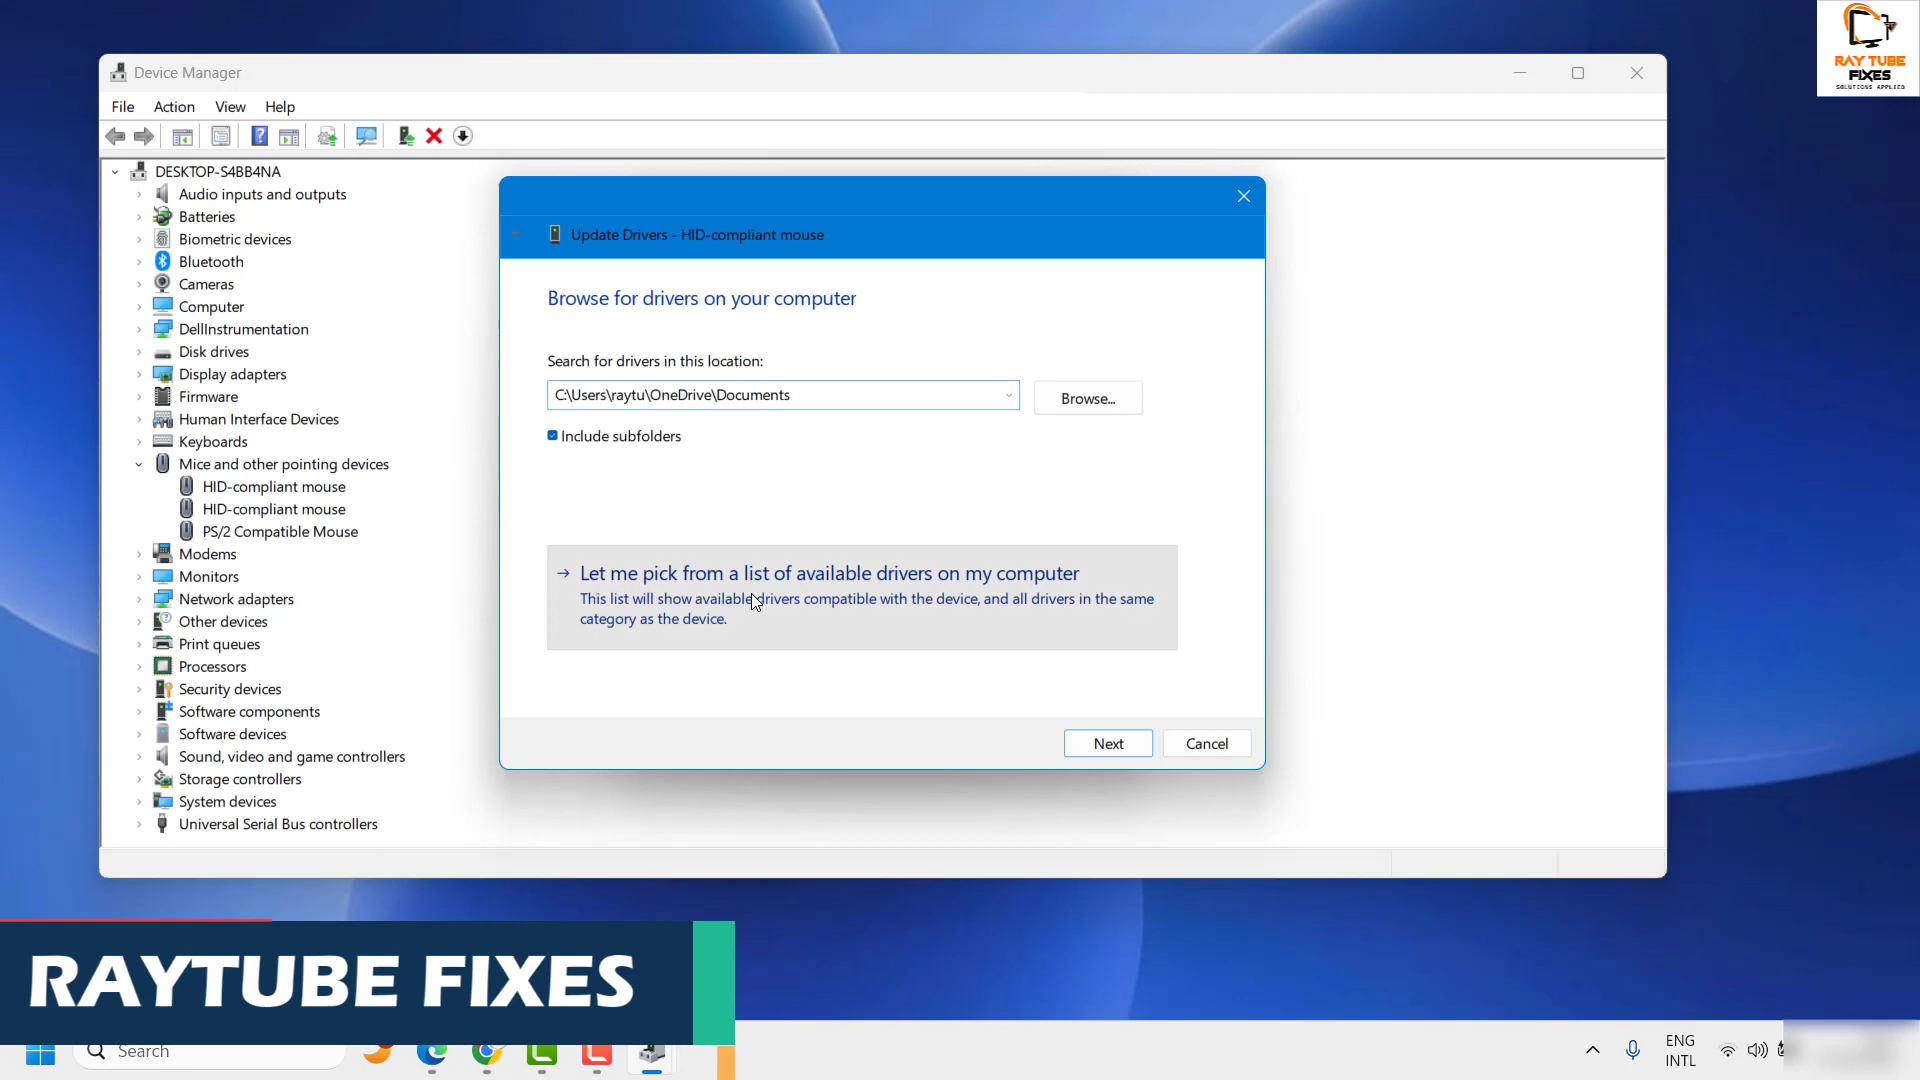 RAY TUBE
FIXES
SOLUTIONS APPLIED
Device Manager
File Action View Help
DESKTOP-S4BB4NA
Audio inputs and outputs
Batteries
Biometric devices
Bluetooth
Cameras
Computer
DellInstrumentation
Disk drives
Display adapters
Firmware
Human Interface Devices
Keyboards
Mice and other pointing devices
HID-compliant mouse
HID-compliant mouse
PS/2 Compatible Mouse
Modems
Monitors
Network adapters
Other devices
Print queues
Processors
Security devices
Software components
Software devices
Sound, video and game controllers
Storage controllers
System devices
Universal Serial Bus controllers
Update Drivers - HID-compliant mouse
Browse for drivers on your computer
Search for drivers in this location:
C:\Users\raytu\OneDrive\Documents
Browse...
Include subfolders
Let me pick from a list of available drivers on my computer
This list will show available drivers compatible with the device, and all drivers in the same
category as the device.
Next Cancel
RAYTUBE FIXES
Search
ENG
INTL